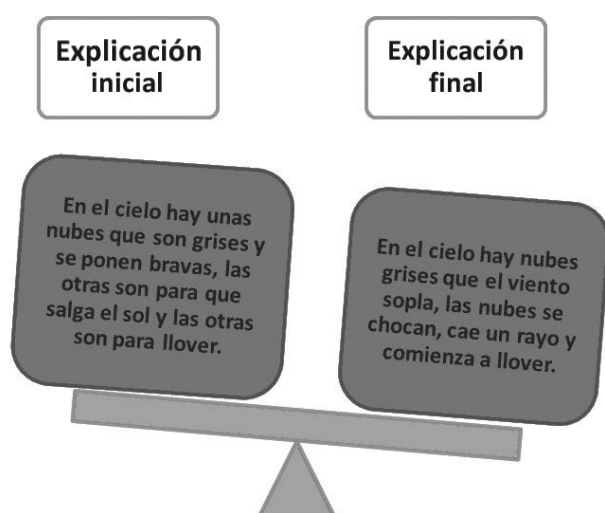 Explicación
inicial
Explicación
final
En el cielo hay unas
nubes que son grises y
se ponen bravas, las
otras son para que
salga el sol y las otras
son para llover.
En el cielo hay nubes
grises que el viento
sopla, las nubes se
chocan, cae un rayo y
comienza a llover.